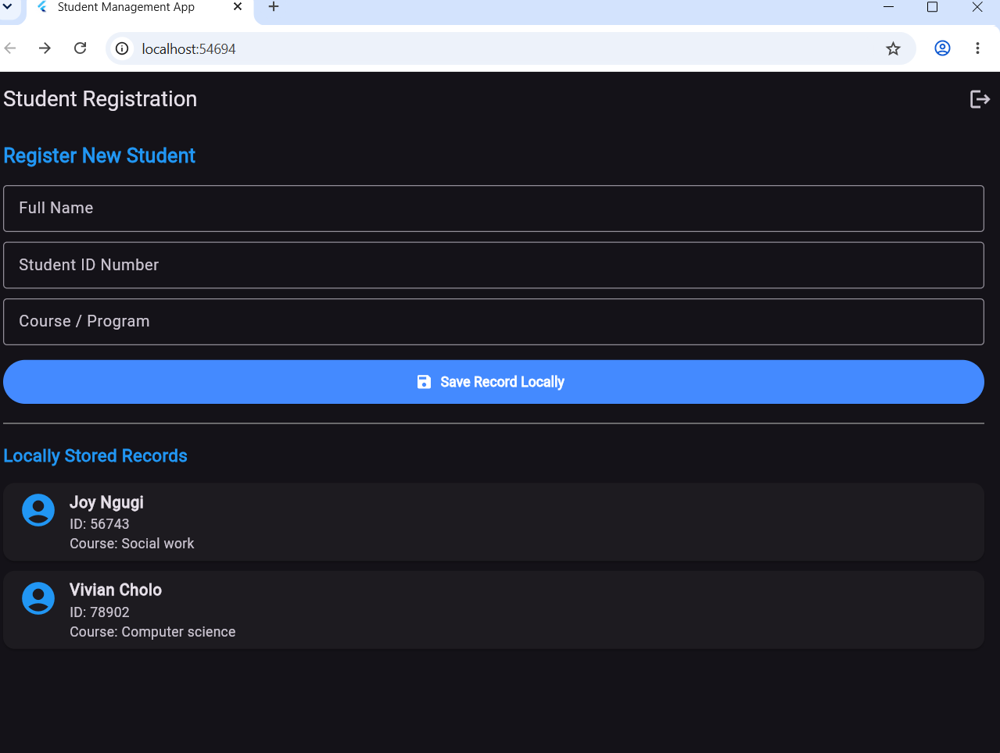 Student Management App
localhost:54694
Student Registration
Register New Student
Full Name
Student ID Number
Course / Program
Save Record Locally
Locally Stored Records
Joy Ngugi
ID: 56743
Course: Social work
Vivian Cholo
ID: 78902
Course: Computer science